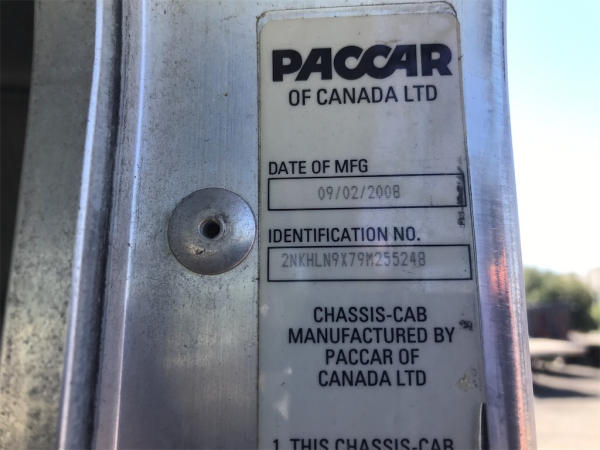 PACCAR
OF CANADA LTD
DATE OF MFG
09/02/2008
IDENTIFICATION NO.
2NKHLN9X79M255248
CHASSIS-CAB
MANUFACTURED BY
PACCAR OF
CANADA LTD
1. THIS CHASSIS-CAB